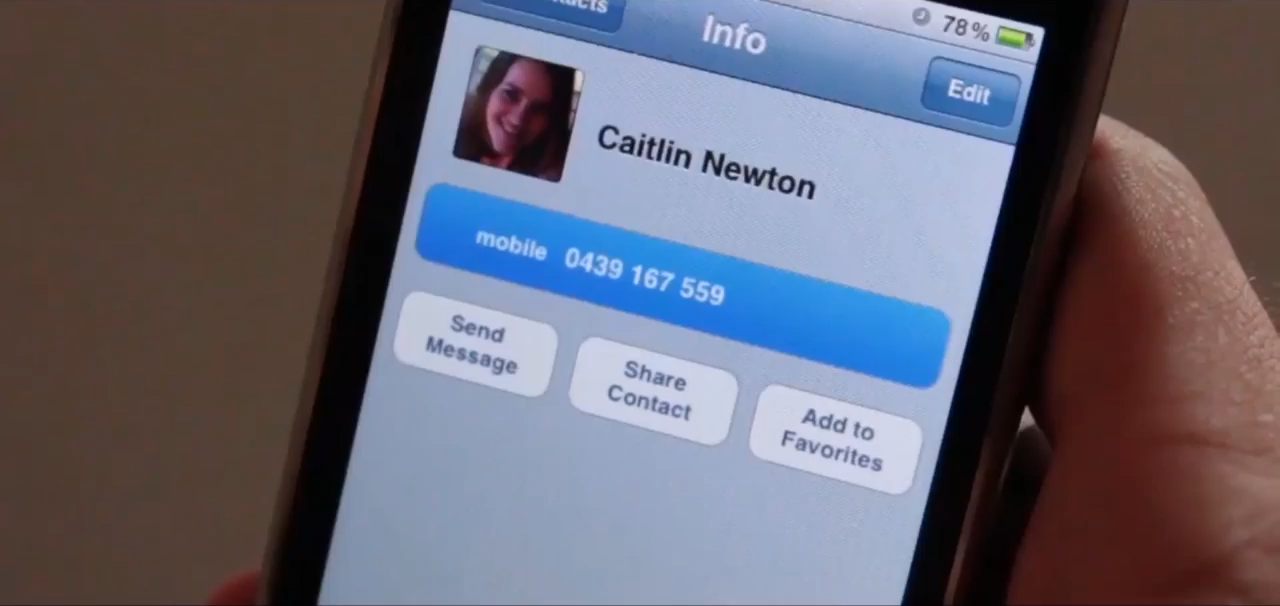 78%
Info
Edit
Caitlin Newton
mobile 0439 167 559
Send
Message
Share
Contact
Add to
Favorites